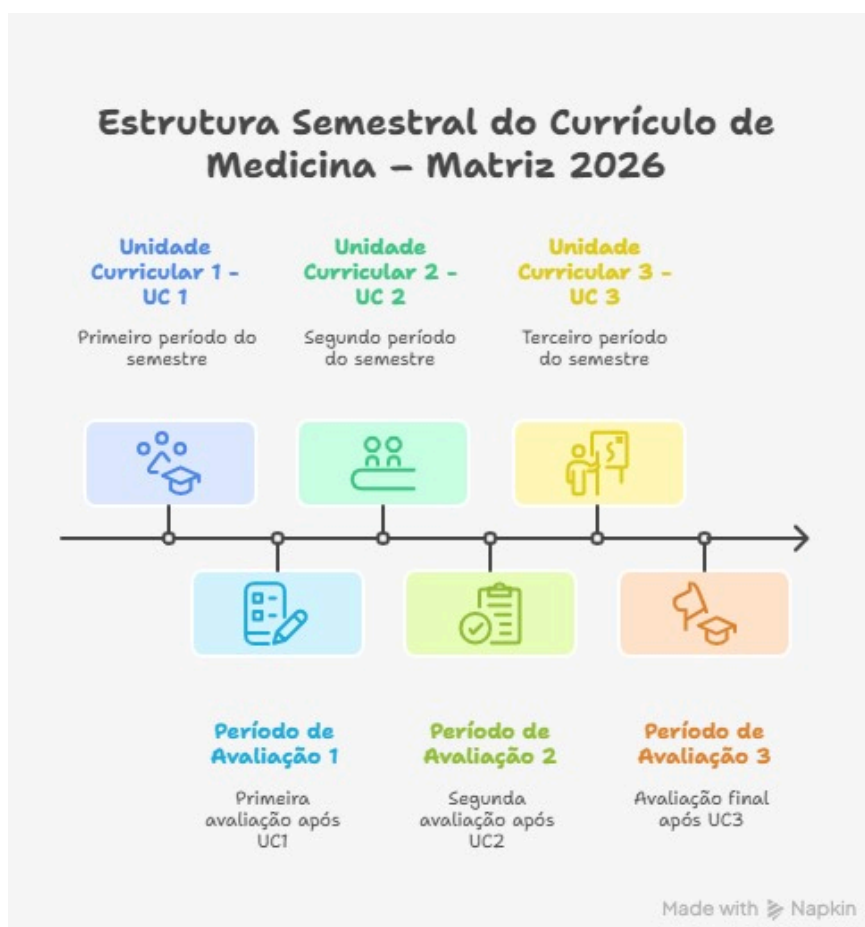 Estrutura Semestral do Currículo de
Medicina – Matriz 2026
Unidade
Curricular 1 -
UC 1
Primeiro período do
semestre
Unidade
Curricular 2 -
UC 2
Segundo período
do semestre
Unidade
Curricular 3 -
UC 3
Terceiro período
do semestre
Período de
Avaliação 1
Primeira
avaliação após
UC1
Período de
Avaliação 2
Segunda
avaliação após
UC2
Período de
Avaliação 3
Avaliação final
após UC3
Made with Napkin